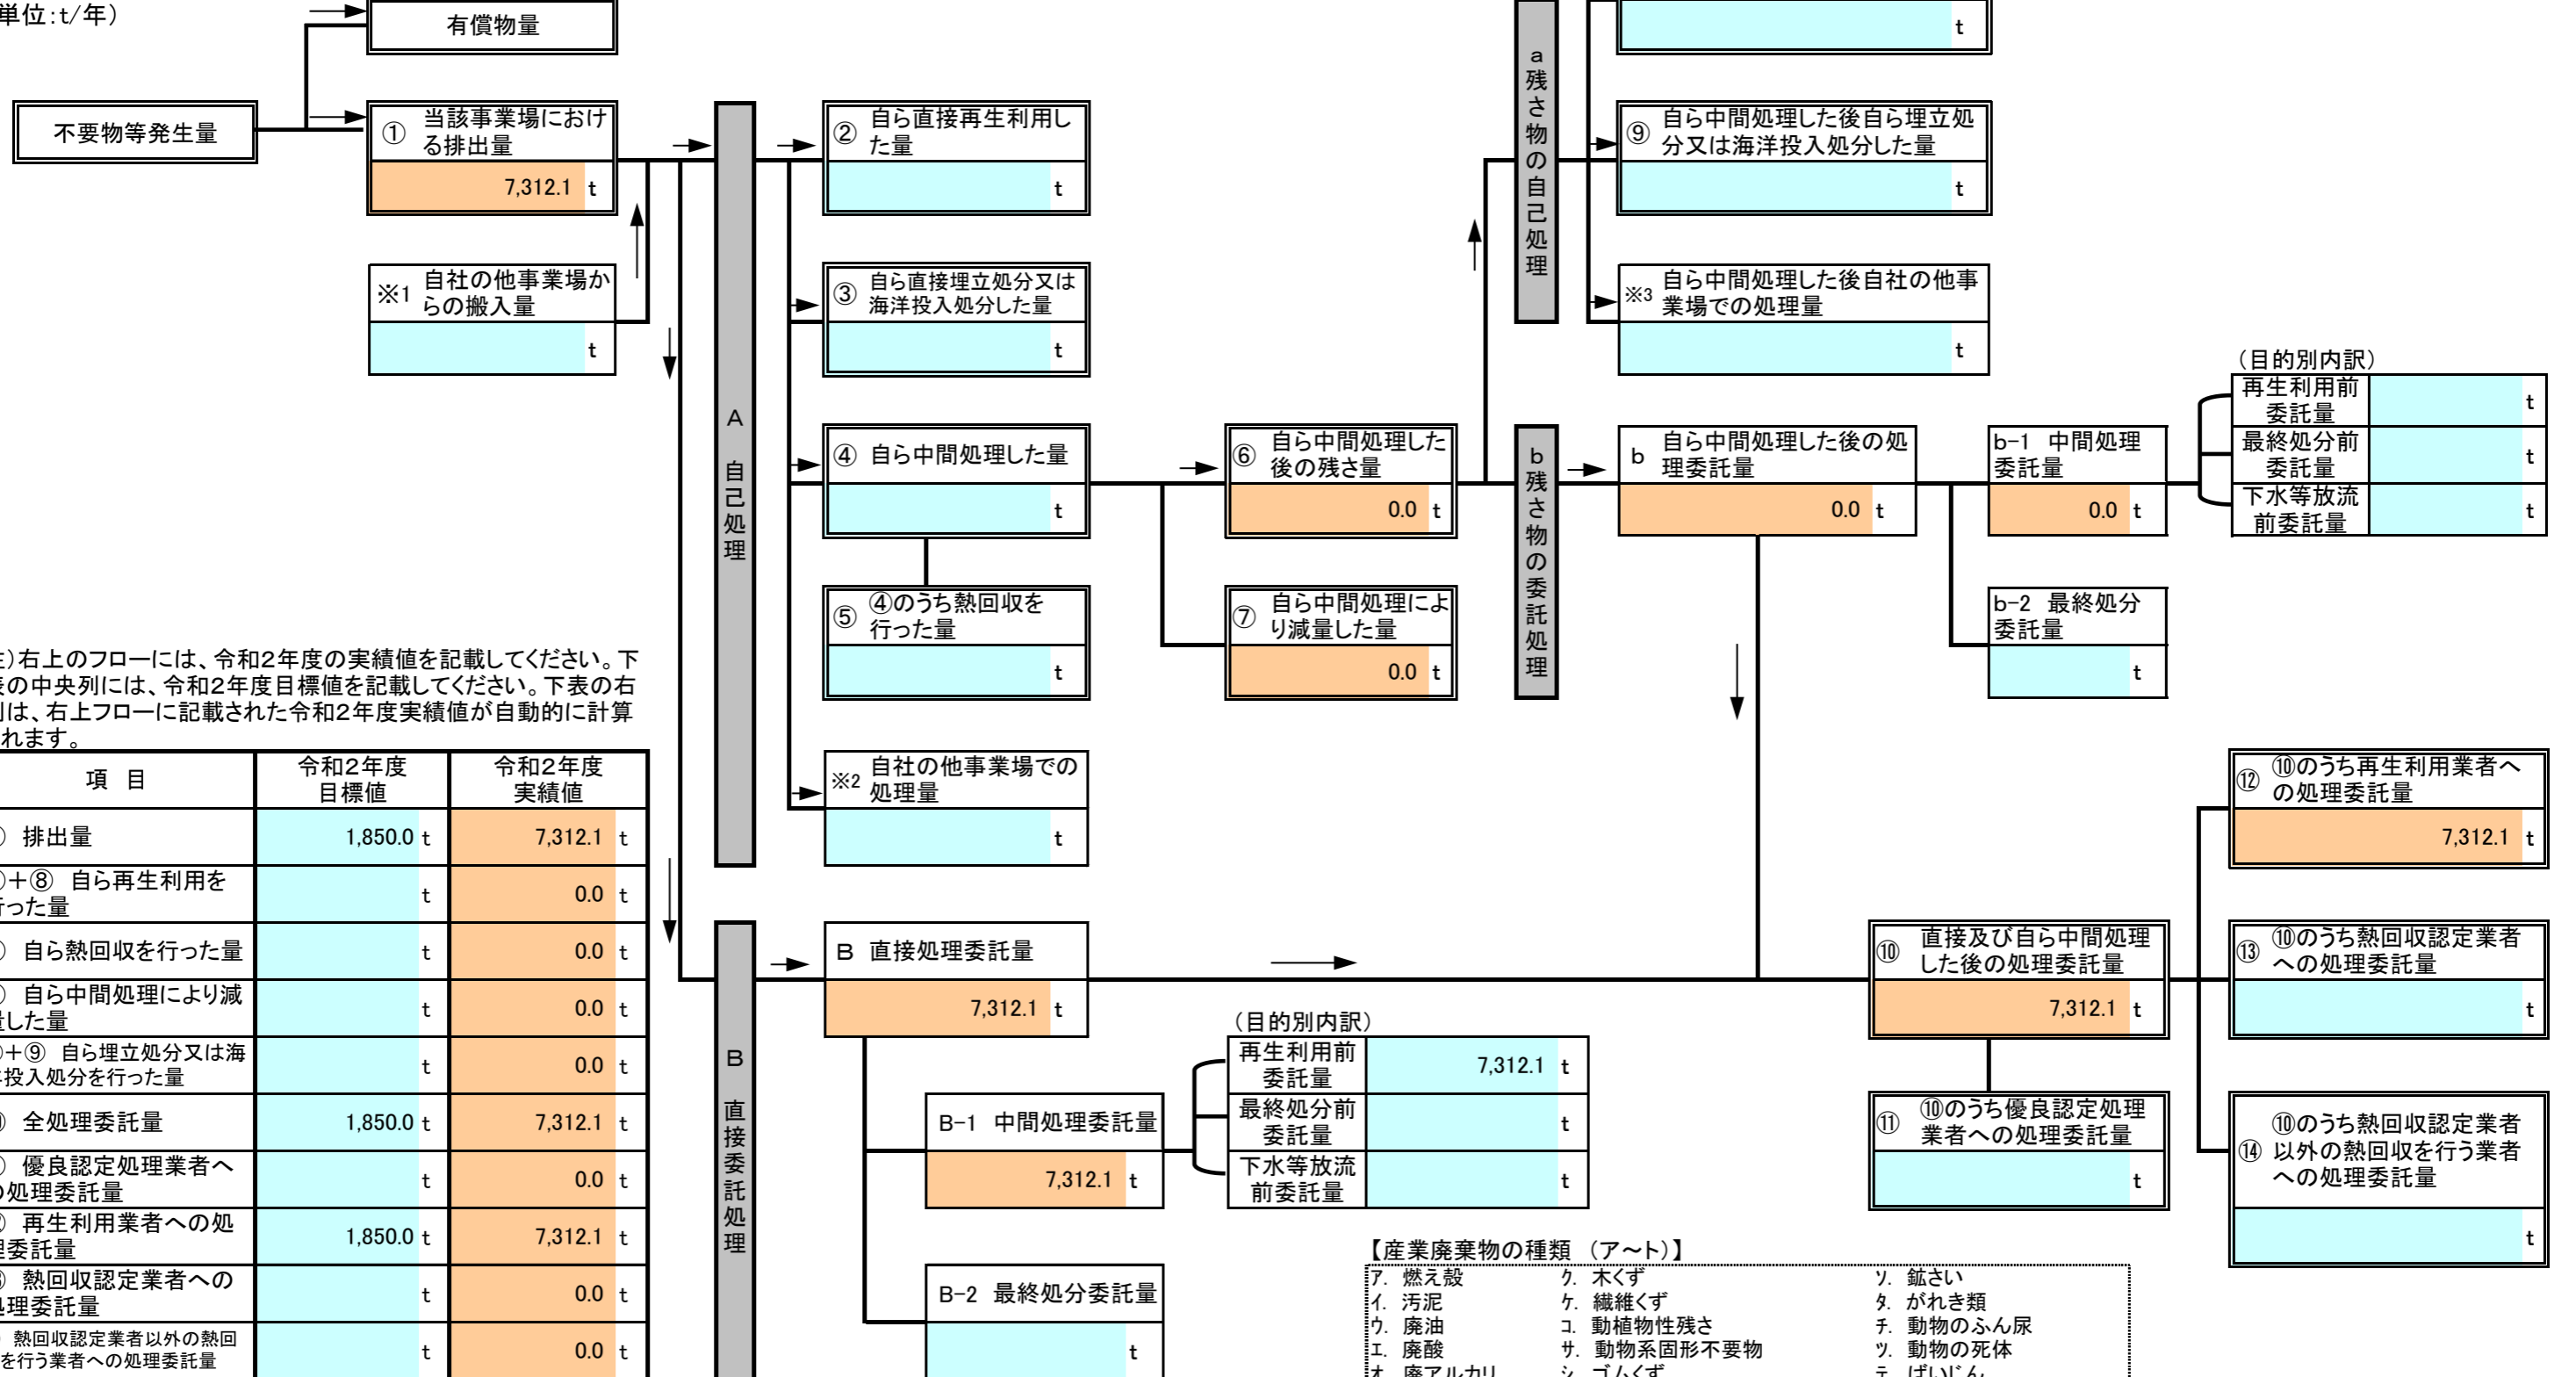 単位:t/年)
有償物量
t
不要物等発生量
① 当該事業場におけ
る排出量
7,312.1 t
※1 自社の他事業場か
らの搬入量
t
A 自己処理
② 自ら直接再生利用し
た量
t
③ 自ら直接埋立処分又は
海洋投入処分した量
t
④ 自ら中間処理した量
t
⑤ ④のうち熱回収を
行った量
t
※2 自社の他事業場での
処理量
t
⑥ 自ら中間処理した
後の残さ量
0.0 t
⑦ 自ら中間処理によ
り減量した量
0.0 t
a 残さ物の自己処理
⑨ 自ら中間処理した後自ら埋立処
分又は海洋投入処分した量
t
※3 自ら中間処理した後自社の他事
業場での処理量
t
b 残さ物の委託処理
b 自ら中間処理した後の処
理委託量
0.0 t
b-1 中間処理
委託量
0.0 t
b-2 最終処分
委託量
t
(目的別内訳)
再生利用前
委託量
t
最終処分前
委託量
t
下水等放流
前委託量
t
)右上のフローには、令和2年度の実績値を記載してください。下
の中央列には、令和2年度目標値を記載してください。下表の右
は、右上フローに記載された令和2年度実績値が自動的に計算
れます。
項 目 令和2年度
目標値 令和2年度
実績値
) 排出量 1,850.0 t 7,312.1 t
)+⑧ 自ら再生利用を
行った量 t 0.0 t
) 自ら熱回収を行った量 t 0.0 t
) 自ら中間処理により減
量した量 t 0.0 t
)+⑨ 自ら埋立処分又は海
洋投入処分を行った量 t 0.0 t
) 全処理委託量 1,850.0 t 7,312.1 t
) 優良認定処理業者へ
の処理委託量 t 0.0 t
) 再生利用業者への処
理委託量 1,850.0 t 7,312.1 t
) 熱回収認定業者への
処理委託量 t 0.0 t
熱回収認定業者以外の熱回
を行う業者への処理委託量 t 0.0 t
B 直接委託処理
B 直接処理委託量
7,312.1 t
B-1 中間処理委託量
7,312.1 t
B-2 最終処分委託量
t
(目的別内訳)
再生利用前
委託量
7,312.1 t
最終処分前
委託量
t
下水等放流
前委託量
t
⑩ 直接及び自ら中間処理
した後の処理委託量
7,312.1 t
⑪ ⑩のうち優良認定処理
業者への処理委託量
t
⑫ ⑩のうち再生利用業者へ
の処理委託量
7,312.1 t
⑬ ⑩のうち熱回収認定業者
への処理委託量
t
⑭ ⑩のうち熱回収認定業者
以外の熱回収を行う業者
への処理委託量
t
【産業廃棄物の種類 (ア~ト)】
ア. 燃え殻 ク. 木くず ソ. 鉱さい
イ. 汚泥 ケ. 繊維くず タ. がれき類
ウ. 廃油 コ. 動植物性残さ チ. 動物のふん尿
エ. 廃酸 サ. 動物系固形不要物 ツ. 動物の死体
オ. 廃アルカリ シ. ゴムくず テ. ばいじん